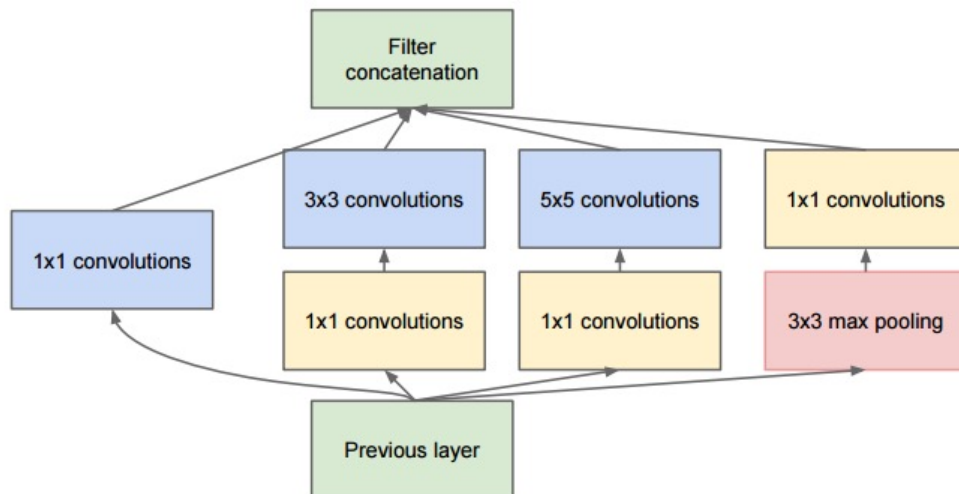 Filter
concatenation
3x3 convolutions
5x5 convolutions
1x1 convolutions
1x1 convolutions
1x1 convolutions
1x1 convolutions
3x3 max pooling
Previous layer